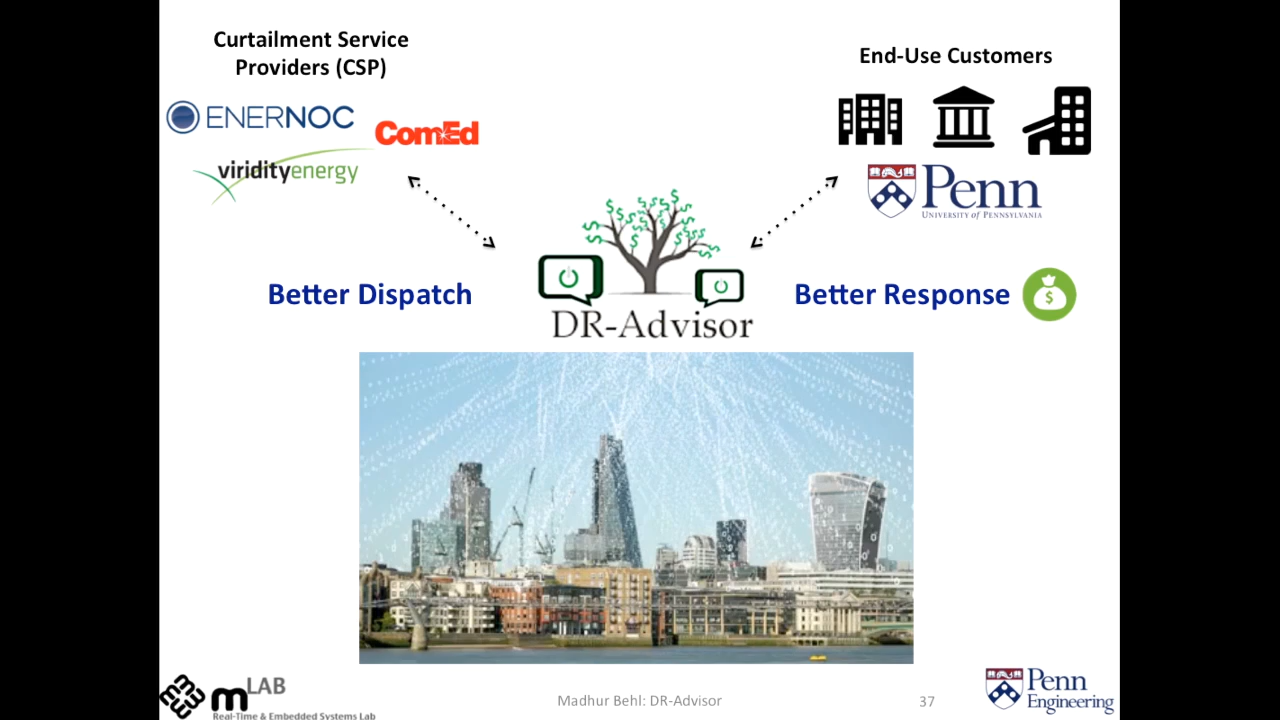 Curtailment Service
Providers (CSP)
ENERNOC
ComEd
viridityenergy
End-Use Customers
Penn
UNIVERSITY OF PENNSYLVANIA
Better Dispatch
DR-Advisor
Better Response
$
mLAB
Real-Time & Embedded Systems Lab
Madhur Behl: DR-Advisor
37
Penn
Engineering